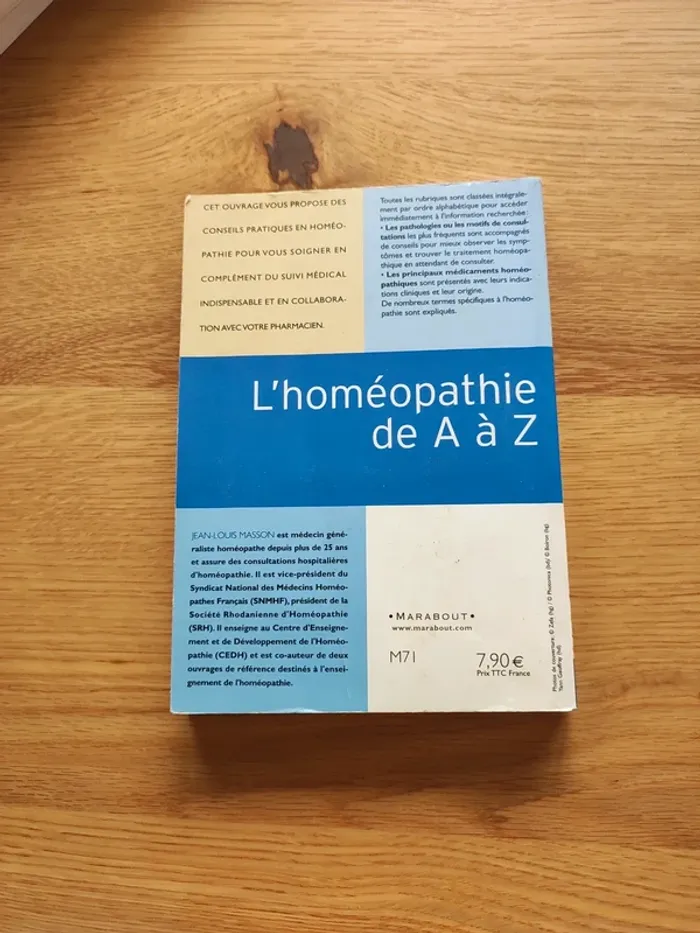 CET OUVRAGE VOUS PROPOSE DES
CONSEILS PRATIQUES EN HOMÉO-
PATHIE POUR VOUS SOIGNER EN
COMPLÉMENT DU SUIVI MÉDICAL
INDISPENSABLE ET EN COLLABORA-
TION AVEC VOTRE PHARMACIEN.
Toutes les rubriques sont classées intégrale-
ment par ordre alphabétique pour accéder
immédiatement à l'information recherchée :
• Les pathologies ou les motifs de consul-
tations les plus fréquents sont accompagnés
de conseils pour mieux observer les symp-
tômes et trouver le traitement homéopa-
thique en attendant de consulter.
• Les principaux médicaments homéo-
pathiques sont présentés avec leurs indica-
tions cliniques et leur origine.
De nombreux termes spécifiques à l'homéo-
pathie sont expliqués.
L'homéopathie
de A à Z
JEAN-LOUIS MASSON est médecin géné-
raliste homéopathe depuis plus de 25 ans
et assure des consultations hospitalières
d'homéopathie. Il est vice-président du
Syndicat National des Médecins Homéo-
pathes Français (SNMHF), président de la
Société Rhodanienne d'Homéopathie
(SRH). Il enseigne au Centre d'Enseigne-
ment et de Développement de l'Homéo-
pathie (CEDH) et est co-auteur de deux
ouvrages de référence destinés à l'ensei-
gnement de l'homéopathie.
• MARABOUT •
www.marabout.com
M71
7,90 €
Prix TTC France
Photos de couverture : © Zefa (hg) / © Photonica (bd)/ © Boiron (bg)